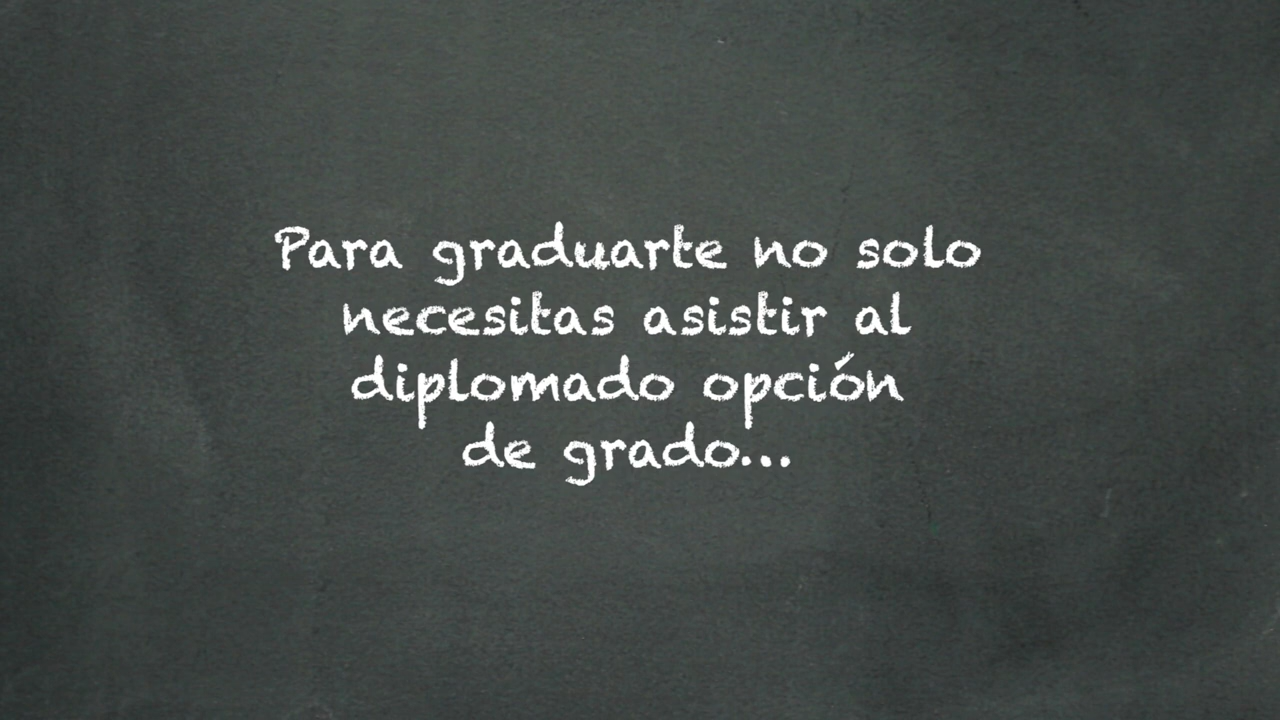 Para graduarte no solo
necesitas asistir al
diplomado opción
de grado...